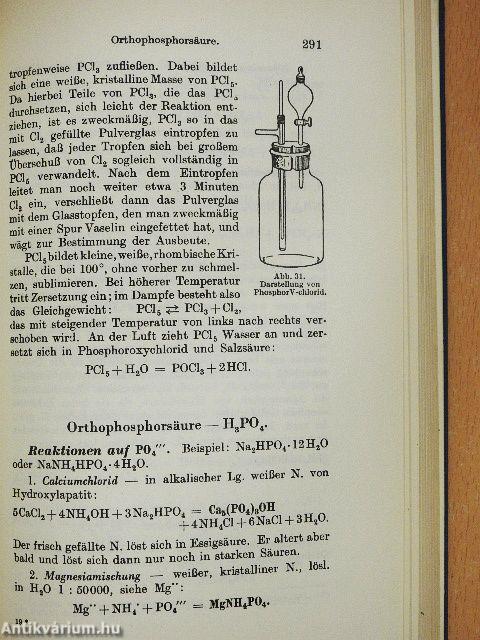 Orthophosphorsäure. 291
tropfenweise PCl₃ zufließen. Dabei bildet
sich eine weiße, kristalline Masse von PCl₅.
Da hierbei Teile von PCl₃, die das PCl₅
durchsetzen, sich leicht der Reaktion ent-
ziehen, ist es zweckmäßig, PCl₃ so in das
mit Cl₂ gefüllte Pulverglas eintropfen zu
lassen, daß jeder Tropfen sich bei großem
Überschuß von Cl₂ sogleich vollständig in
PCl₅ verwandelt. Nach dem Eintropfen
leitet man noch weiter etwa 3 Minuten
Cl₂ ein, verschließt dann das Pulverglas
mit dem Glasstopfen, den man zweckmäßig
mit einer Spur Vaselin eingefettet hat, und
wägt zur Bestimmung der Ausbeute.
PCl₅ bildet kleine, weiße, rhombische Kri-
stalle, die bei 100°, ohne vorher zu schmel-
zen, sublimieren. Bei höherer Temperatur
tritt Zersetzung ein; im Dampfe besteht also
das Gleichgewicht: PCl₅ ⇄ PCl₃ + Cl₂,
Abb. 31.
Darstellung von
PhosphorV-chlorid.
das mit steigender Temperatur von links nach rechts ver-
schoben wird. An der Luft zieht PCl₅ Wasser an und zer-
setzt sich in Phosphoroxychlorid und Salzsäure:
PCl₅ + H₂O = POCl₃ + 2HCl.
Orthophosphorsäure — H₃PO₄.
Reaktionen auf PO₄‴. Beispiel: Na₂HPO₄·12H₂O
oder NaNH₄HPO₄·4H₂O.
1. Calciumchlorid — in alkalischer Lg. weißer N. von
Hydroxylapatit:
5CaCl₂ + 4NH₄OH + 3Na₂HPO₄ = Ca₅(PO₄)₃OH
+ 4NH₄Cl + 6NaCl + 3H₂O.
Der frisch gefällte N. löst sich in Essigsäure. Er altert aber
bald und löst sich dann nur noch in starken Säuren.
2. Magnesiamischung — weißer, kristalliner N., lösl.
in H₂O 1 : 50000, siehe Mg··:
Mg·· + NH₄· + PO₄‴ = MgNH₄PO₄.
19*
Antikvárium.hu